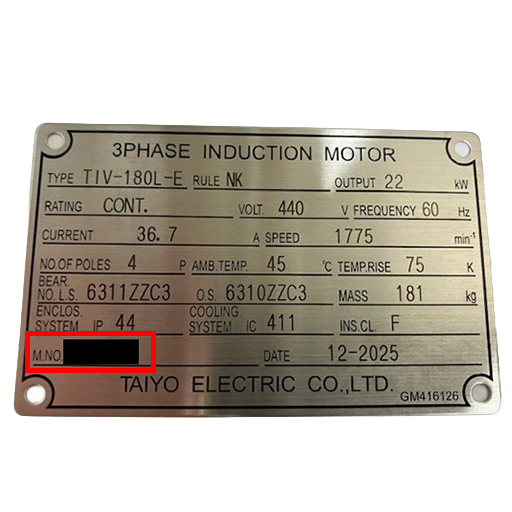 3PHASE INDUCTION MOTOR
TYPE TIV-180L-E RULE NK OUTPUT 22 kW
RATING CONT. VOLT. 440 V FREQUENCY 60 Hz
CURRENT 36.7 A SPEED 1775 min⁻¹
NO.OF POLES 4 P AMB.TEMP. 45 ℃ TEMP.RISE 75 K
BEAR.
NO. L.S. 6311ZZC3 O.S. 6310ZZC3 MASS 181 kg
ENCLOS. COOLING.
SYSTEM IP 44 SYSTEM IC 411 INS.CL. F
M.NO. DATE 12-2025
TAIYO ELECTRIC CO.,LTD.
GM416126